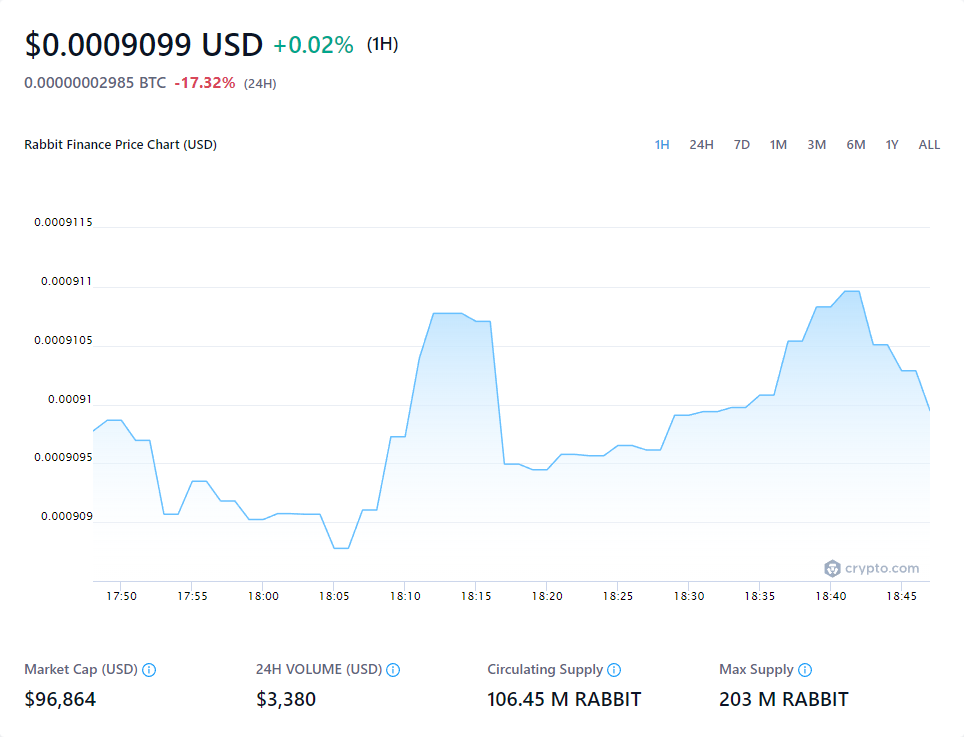 $0.0009099 USD +0.02% (1H)
0.00000002985 BTC -17.32% (24H)
Rabbit Finance Price Chart (USD) 1H 24H 7D 1M 3M 6M 1Y ALL
0.0009115
0.000911
0.0009105
0.00091
0.0009095
0.000909
crypto.com
17:50 17:55 18:00 18:05 18:10 18:15 18:20 18:25 18:30 18:35 18:40 18:45
Market Cap (USD) 24H VOLUME (USD) Circulating Supply Max Supply
$96,864 $3,380 106.45 M RABBIT 203 M RABBIT